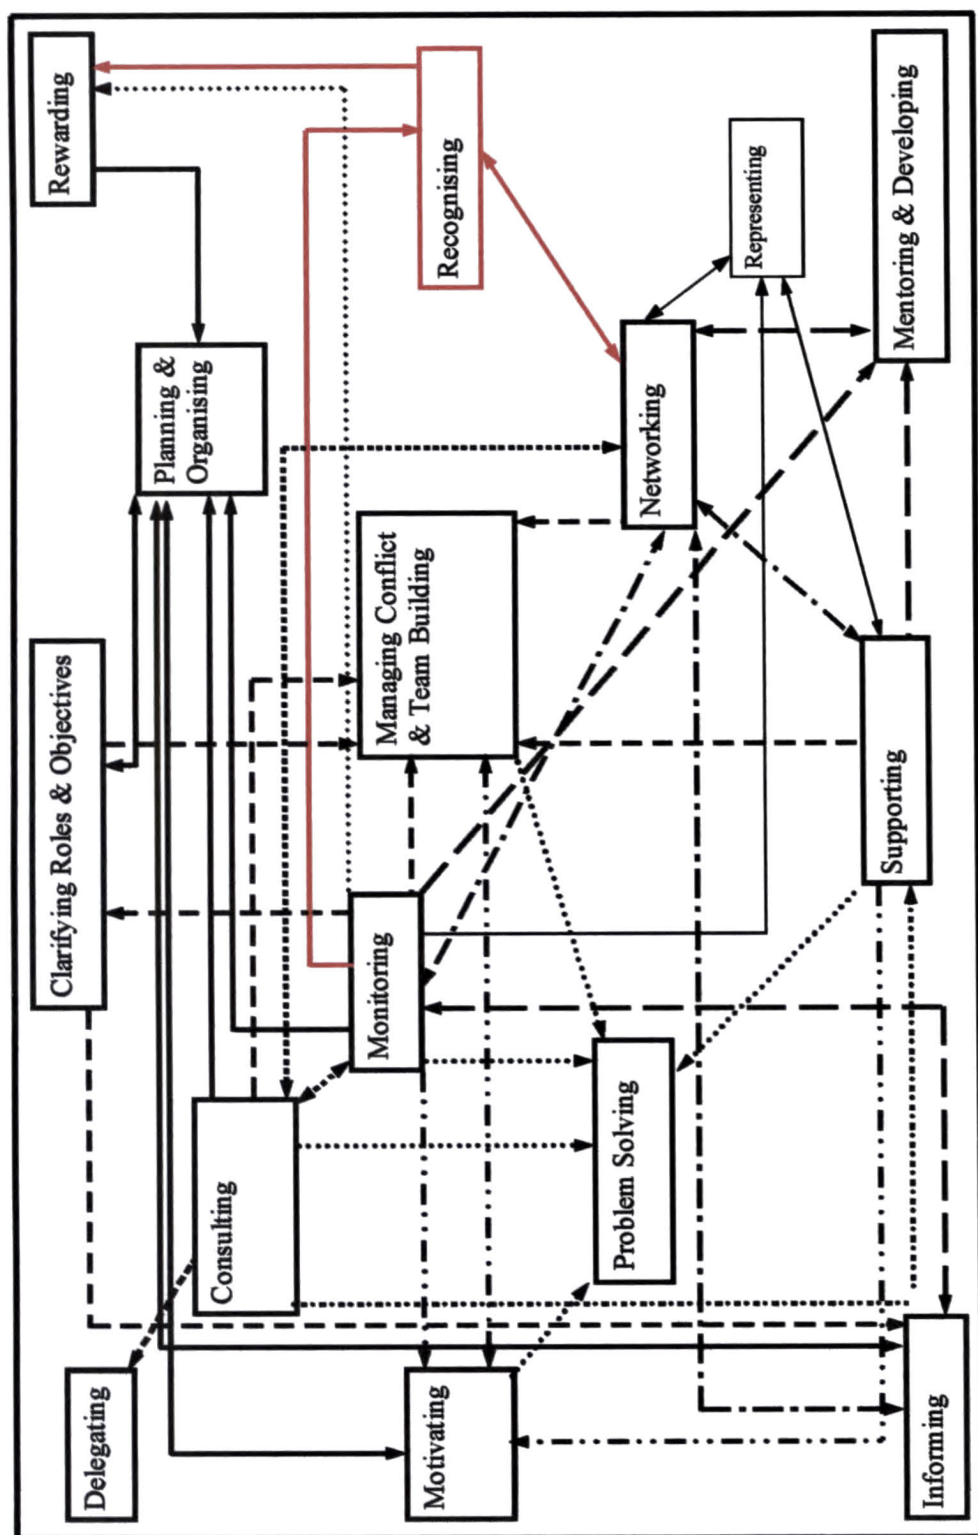 Delegating
Clarifying Roles & Objectives
Rewarding
Consulting
Planning &
Organising
Motivating
Monitoring
Managing Conflict
& Team Building
Recognising
Problem Solving
Networking
Representing
Informing
Supporting
Mentoring & Developing